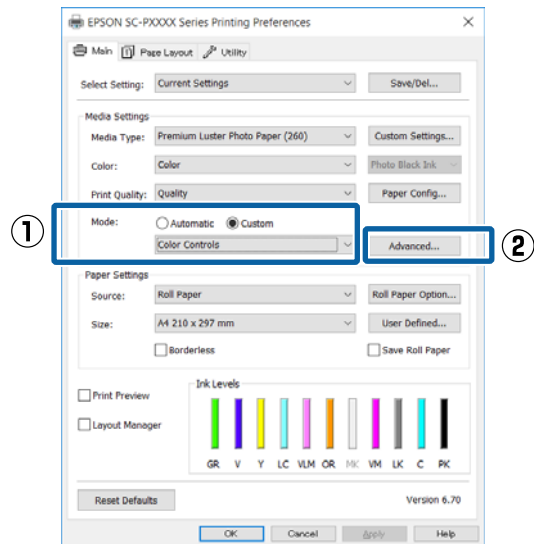 EPSON SC-PXXXX Series Printing Preferences
Main Page Layout Utility
Select Setting: Current Settings Save/Del...
Media Settings
Media Type: Premium Luster Photo Paper (260) Custom Settings...
Color: Color Photo Black Ink
Print Quality: Quality Paper Config...
① Mode: Automatic Custom
Color Controls Advanced... ②
Paper Settings
Source: Roll Paper Roll Paper Option...
Size: A4 210 x 297 mm User Defined...
Borderless Save Roll Paper
Ink Levels
Print Preview
Layout Manager
GR V Y LC VLM OR MK VM LK C PK
Reset Defaults Version 6.70
OK Cancel Apply Help